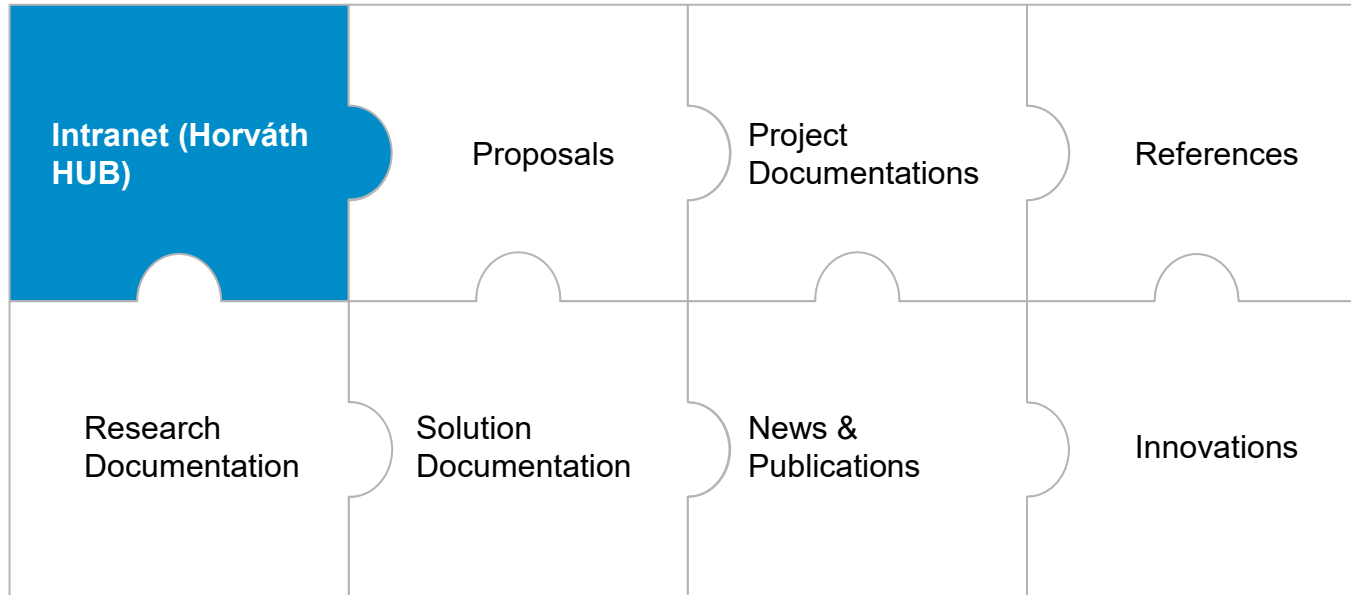 Intranet (Horváth
HUB)
Proposals
Project
Documentations
References
Research
Documentation
Solution
Documentation
News &
Publications
Innovations